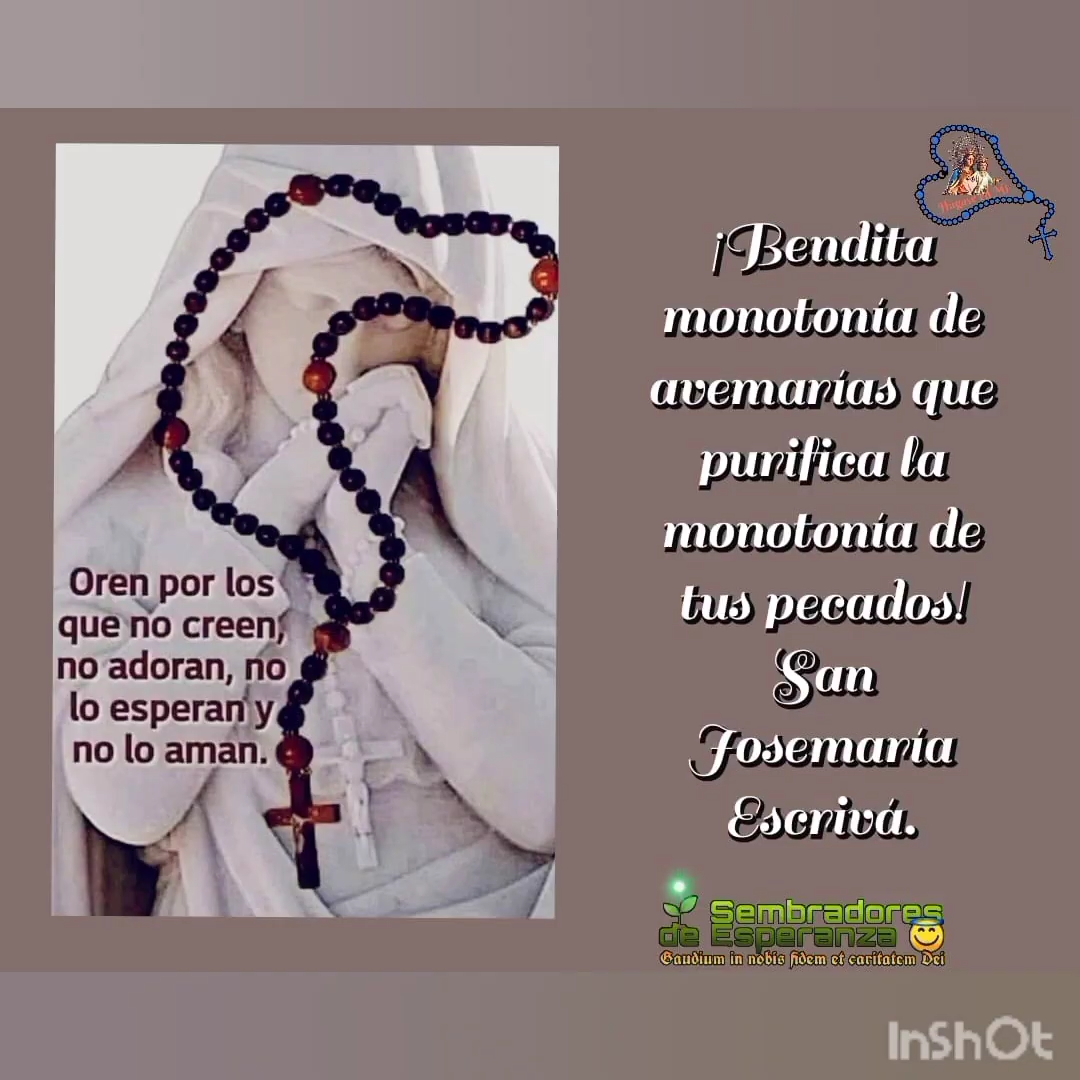 Oren por los
que no creen,
no adoran, no
lo esperan y
no lo aman.
¡Bendita
monotonía de
avemarías que
purifica la
monotonía de
tus pecados!
San
Josemaría
Escrivá.
Sembradores
de Esperanza
Gaudium in nobis fidem et caritatem Dei
InShOt